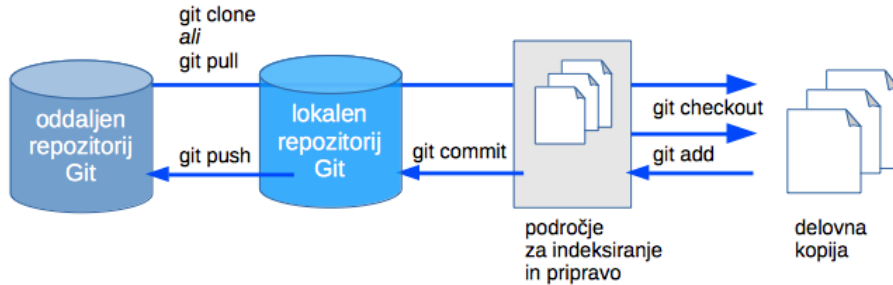 git clone
ali
git pull
oddaljen
repozitorij
Git
git push
lokalen
repozitorij
Git
git commit
git checkout
git add
področje
za indeksiranje
in pripravo
delovna
kopija